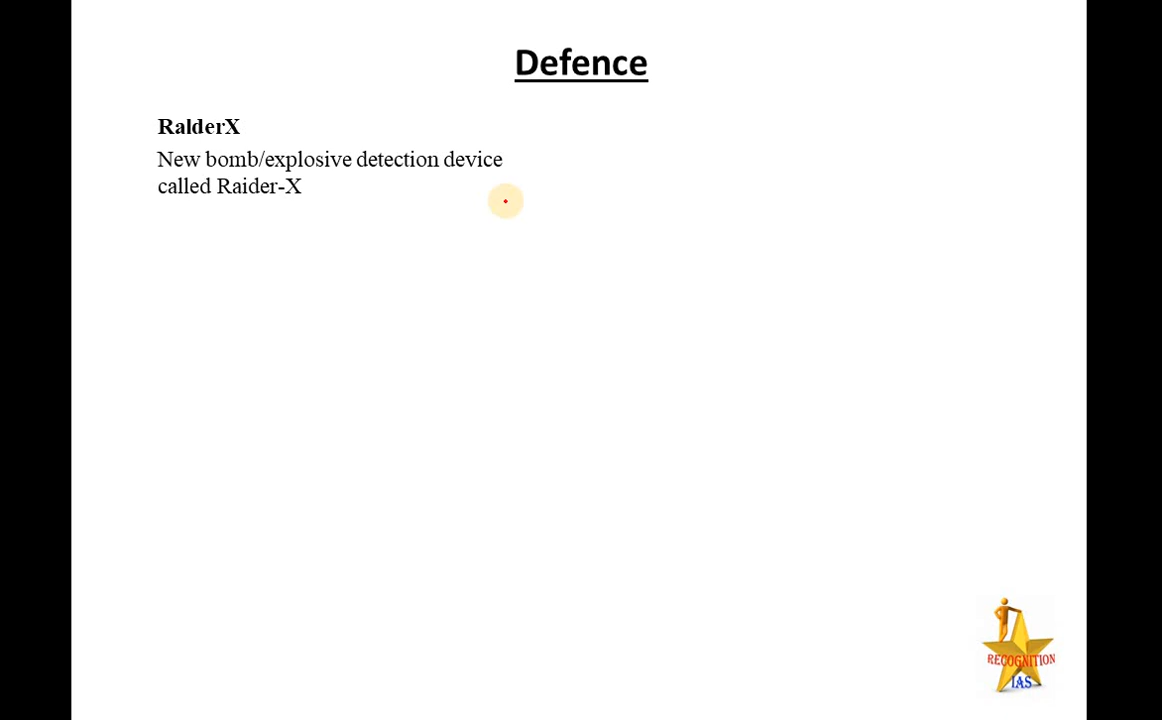 Defence
RalderX
New bomb/explosive detection device
called Raider-X
RECOGNITION
IAS